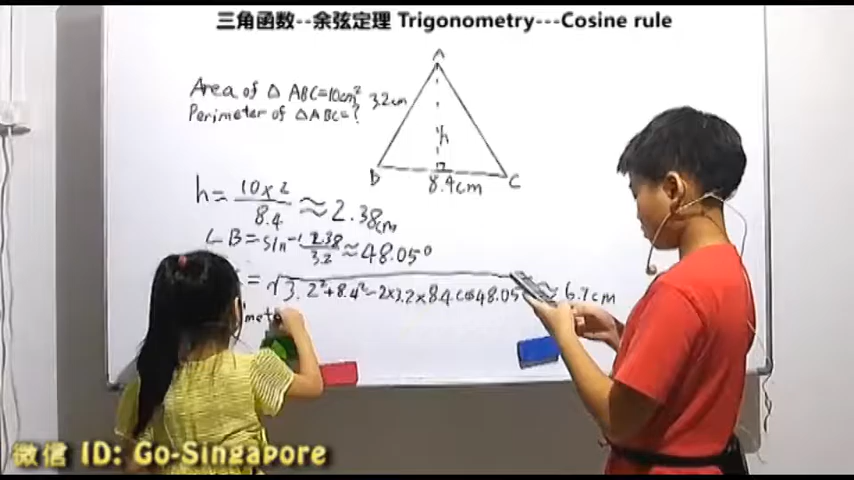 三角函数--余弦定理 Trigonometry---Cosine rule
A
Area of △ ABC=10cm² 3.2cm
Perimeter of △ABC=?
h
B 8.4cm C
h= 10×2/8.4 ≈2.38cm
∠B=sin⁻¹ 2.38/3.2 ≈48.05°
=√3.2²+8.4²-2×3.2×8.4cos48.05 ≈ 6.7cm
微信 ID: Go-Singapore